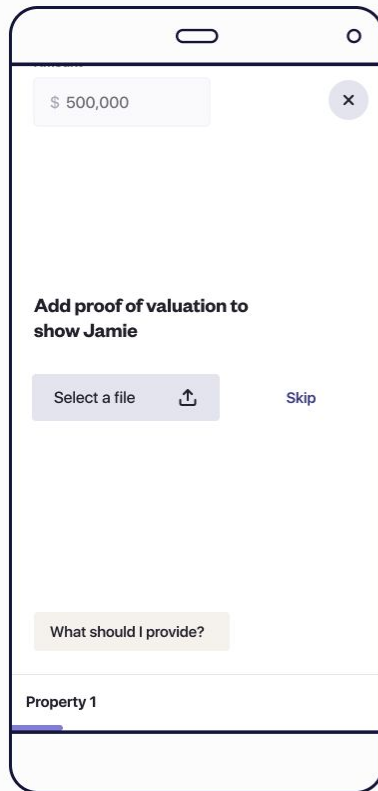 $ 500,000
Add proof of valuation to
show Jamie
Select a file
Skip
What should I provide?
Property 1